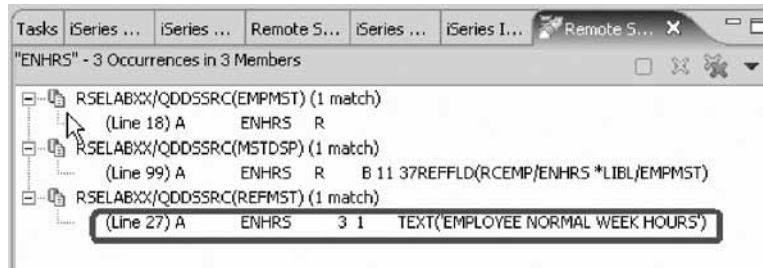 Tasks iSeries ... iSeries ... Remote S... iSeries ... iSeries I... Remote S...
"ENHRS" - 3 Occurrences in 3 Members
RSELABXX/QDDSSRC(EMPMST) (1 match)
(Line 18) A ENHRS R
RSELABXX/QDDSSRC(MSTDSP) (1 match)
(Line 99) A ENHRS R B 11 37REFFLD(RCEMP/ENHRS *LIBL/EMPMST)
RSELABXX/QDDSSRC(REFMST) (1 match)
(Line 27) A ENHRS 3 1 TEXT('EMPLOYEE NORMAL WEEK HOURS')